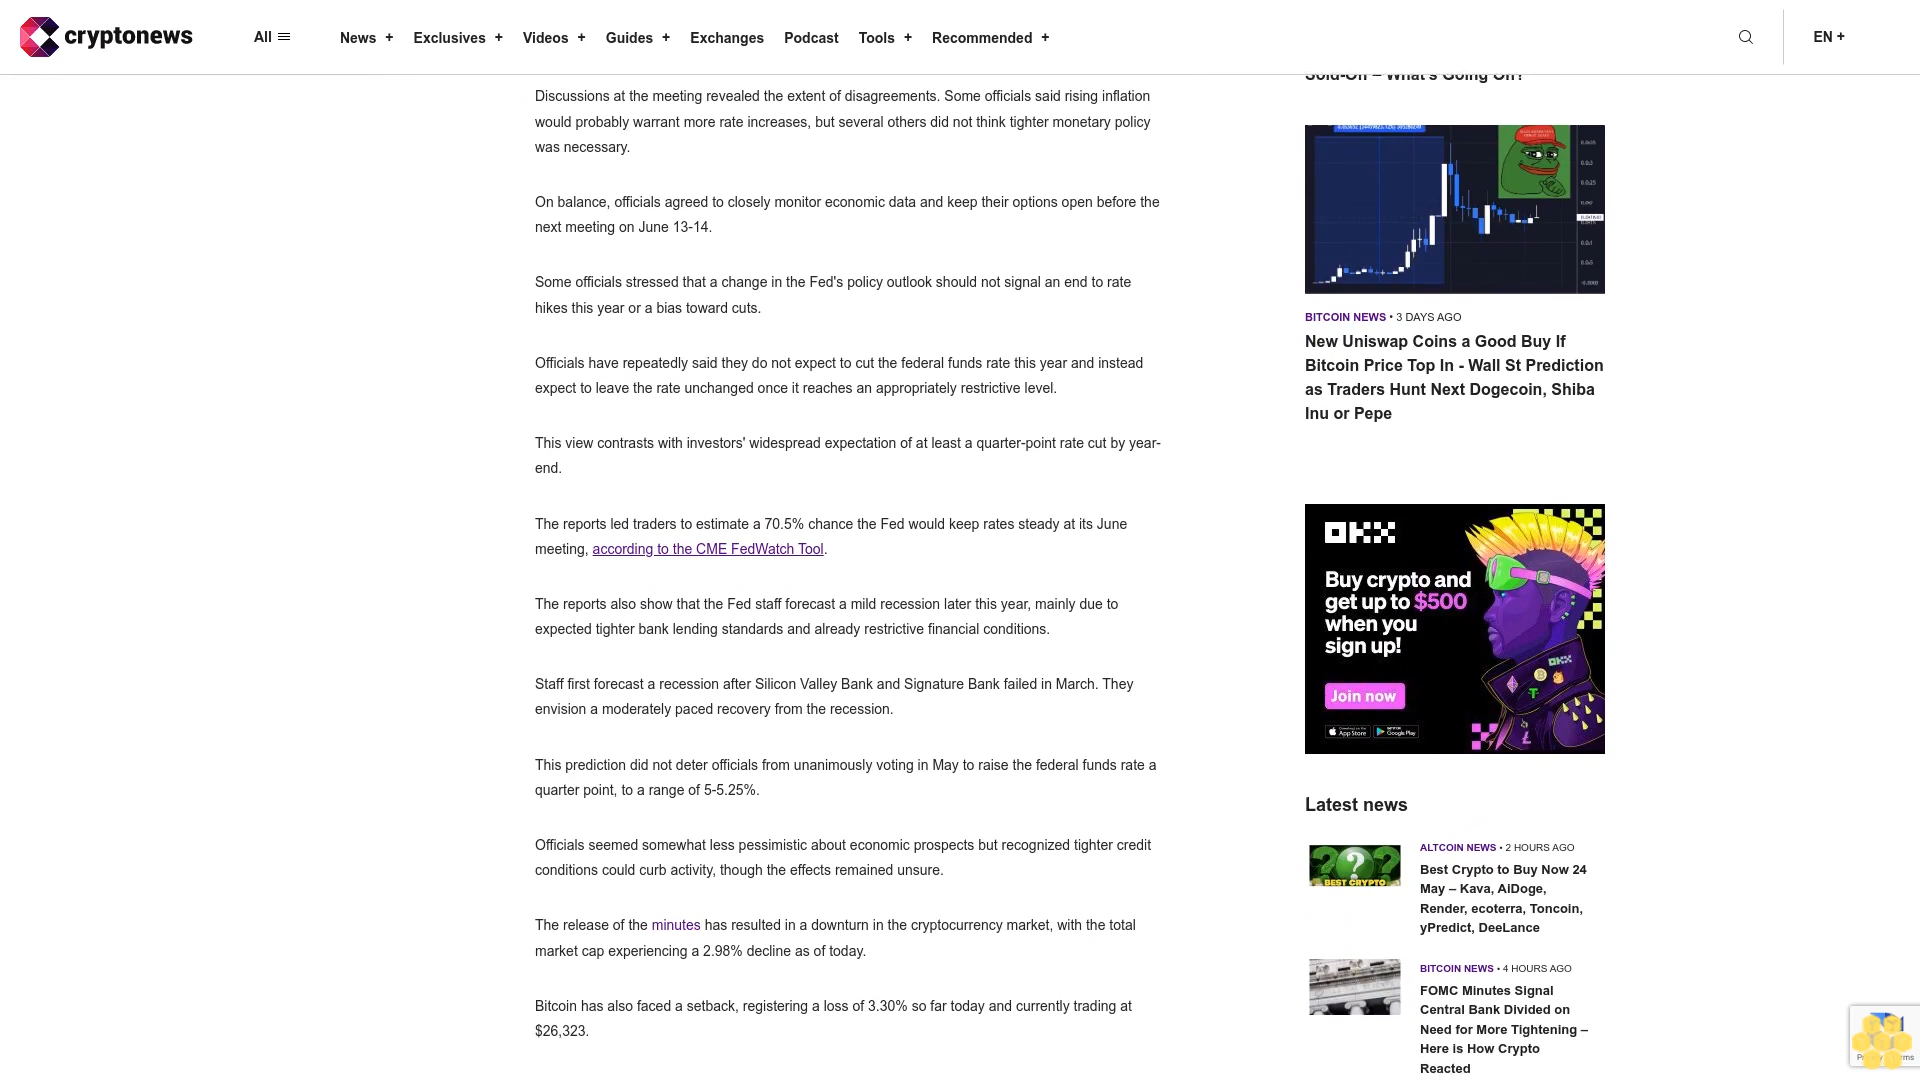 cryptonews
All
News +
Exclusives +
Videos +
Guides +
Exchanges
Podcast
Tools +
Recommended +
EN +
Discussions at the meeting revealed the extent of disagreements. Some officials said rising inflation
would probably warrant more rate increases, but several others did not think tighter monetary policy
was necessary.
On balance, officials agreed to closely monitor economic data and keep their options open before the
next meeting on June 13-14.
Some officials stressed that a change in the Fed's policy outlook should not signal an end to rate
hikes this year or a bias toward cuts.
Officials have repeatedly said they do not expect to cut the federal funds rate this year and instead
expect to leave the rate unchanged once it reaches an appropriately restrictive level.
This view contrasts with investors' widespread expectation of at least a quarter-point rate cut by year-
end.
The reports led traders to estimate a 70.5% chance the Fed would keep rates steady at its June
meeting, according to the CME FedWatch Tool.
The reports also show that the Fed staff forecast a mild recession later this year, mainly due to
expected tighter bank lending standards and already restrictive financial conditions.
Staff first forecast a recession after Silicon Valley Bank and Signature Bank failed in March. They
envision a moderately paced recovery from the recession.
This prediction did not deter officials from unanimously voting in May to raise the federal funds rate a
quarter point, to a range of 5-5.25%.
Officials seemed somewhat less pessimistic about economic prospects but recognized tighter credit
conditions could curb activity, though the effects remained unsure.
The release of the minutes has resulted in a downturn in the cryptocurrency market, with the total
market cap experiencing a 2.98% decline as of today.
Bitcoin has also faced a setback, registering a loss of 3.30% so far today and currently trading at
$26,323.
Sold-Off – What's Going On?
BITCOIN NEWS • 3 DAYS AGO
New Uniswap Coins a Good Buy If
Bitcoin Price Top In - Wall St Prediction
as Traders Hunt Next Dogecoin, Shiba
Inu or Pepe
OKX
Buy crypto and
get up to $500
when you
sign up!
Join now
App Store
Google Play
Latest news
BEST CRYPTO
ALTCOIN NEWS • 2 HOURS AGO
Best Crypto to Buy Now 24
May – Kava, AiDoge,
Render, ecoterra, Toncoin,
yPredict, DeeLance
BITCOIN NEWS • 4 HOURS AGO
FOMC Minutes Signal
Central Bank Divided on
Need for More Tightening –
Here is How Crypto
Reacted